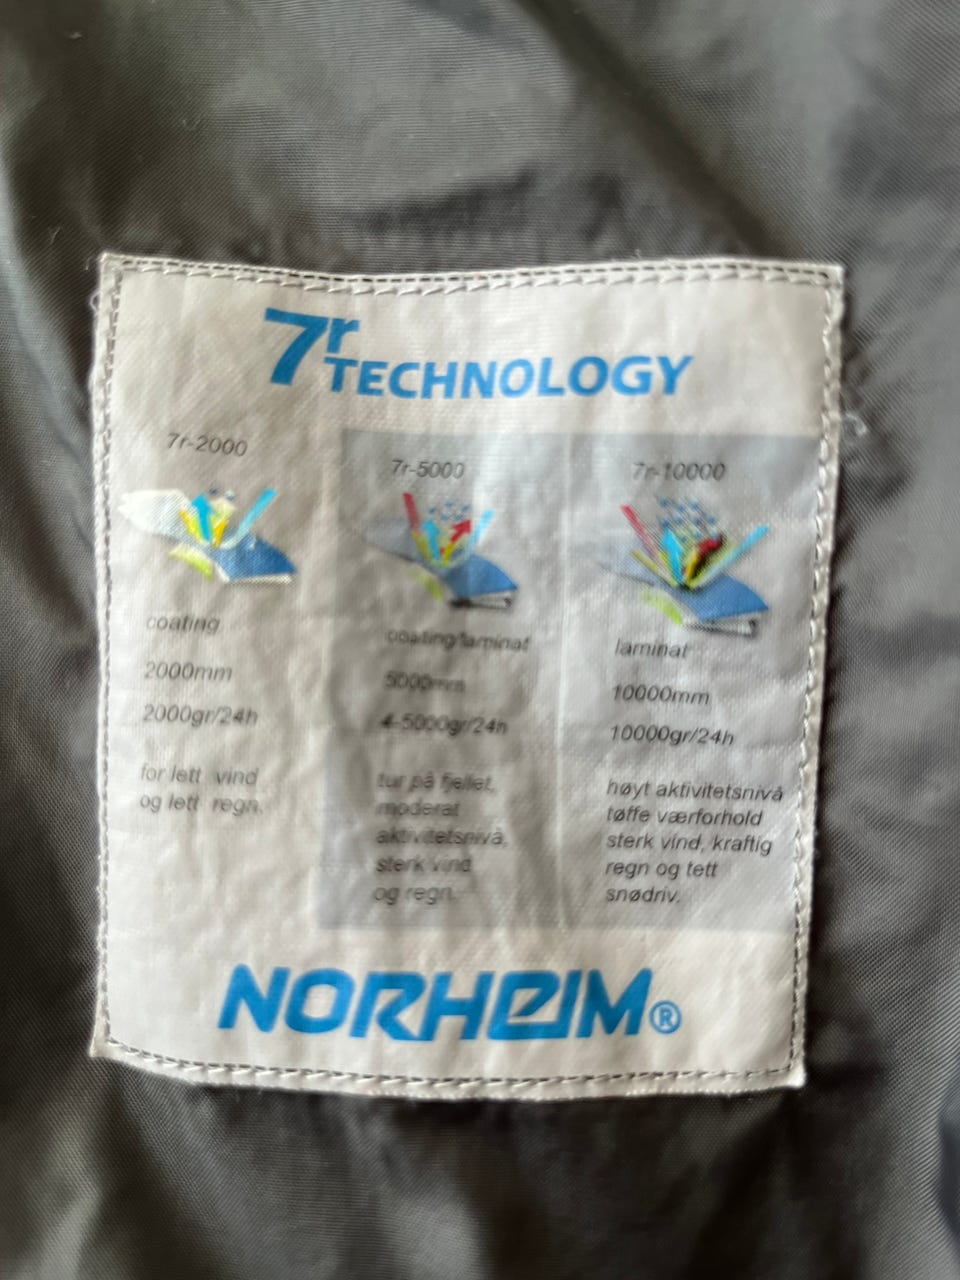 7r
TECHNOLOGY
7r-2000
coating
2000mm
2000gr/24h
for lett vind
og lett regn.
7r-5000
coating/laminat
5000mm
4-5000gr/24h
tur på fjellet,
moderat
aktivitetsnivå,
sterk vind
og regn.
7r-10000
laminat
10000mm
10000gr/24h
høyt aktivitetsnivå
tøffe værforhold
sterk vind, kraftig
regn og tett
snødriv.
NORHEIM®